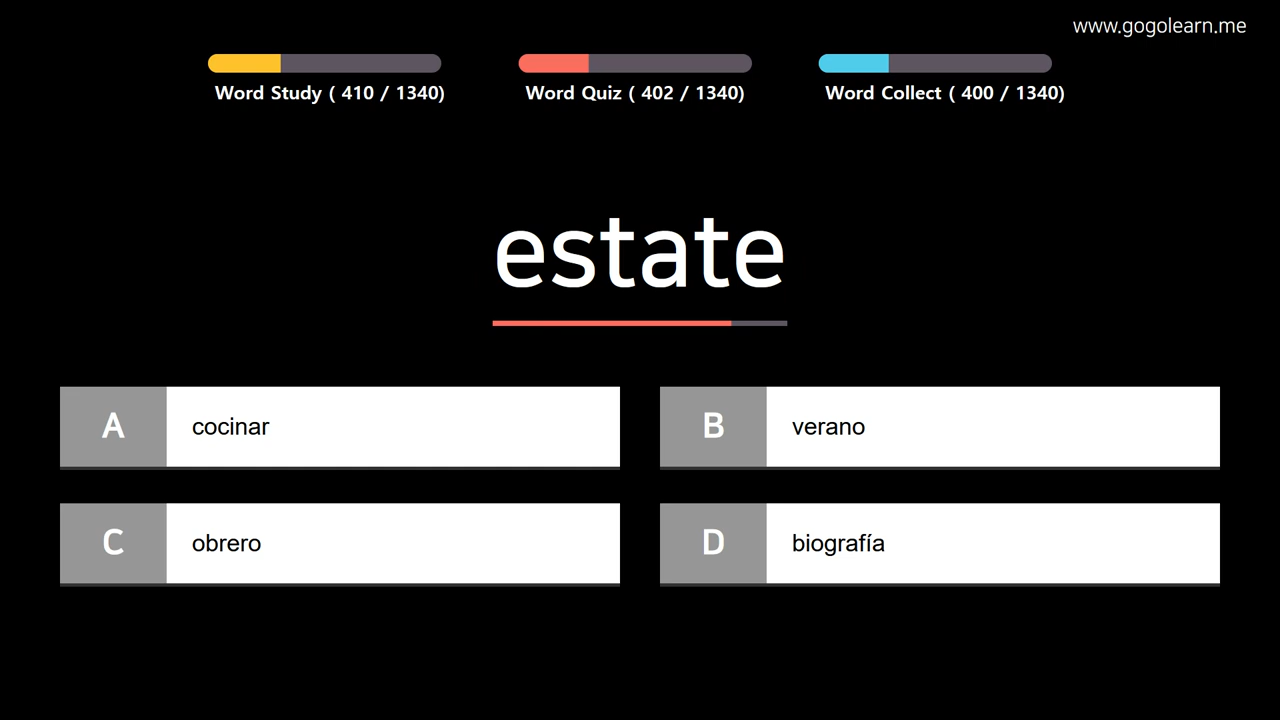 www.gogolearn.me
Word Study ( 410 / 1340)
Word Quiz ( 402 / 1340)
Word Collect ( 400 / 1340)
estate
A cocinar
B verano
C obrero
D biografía